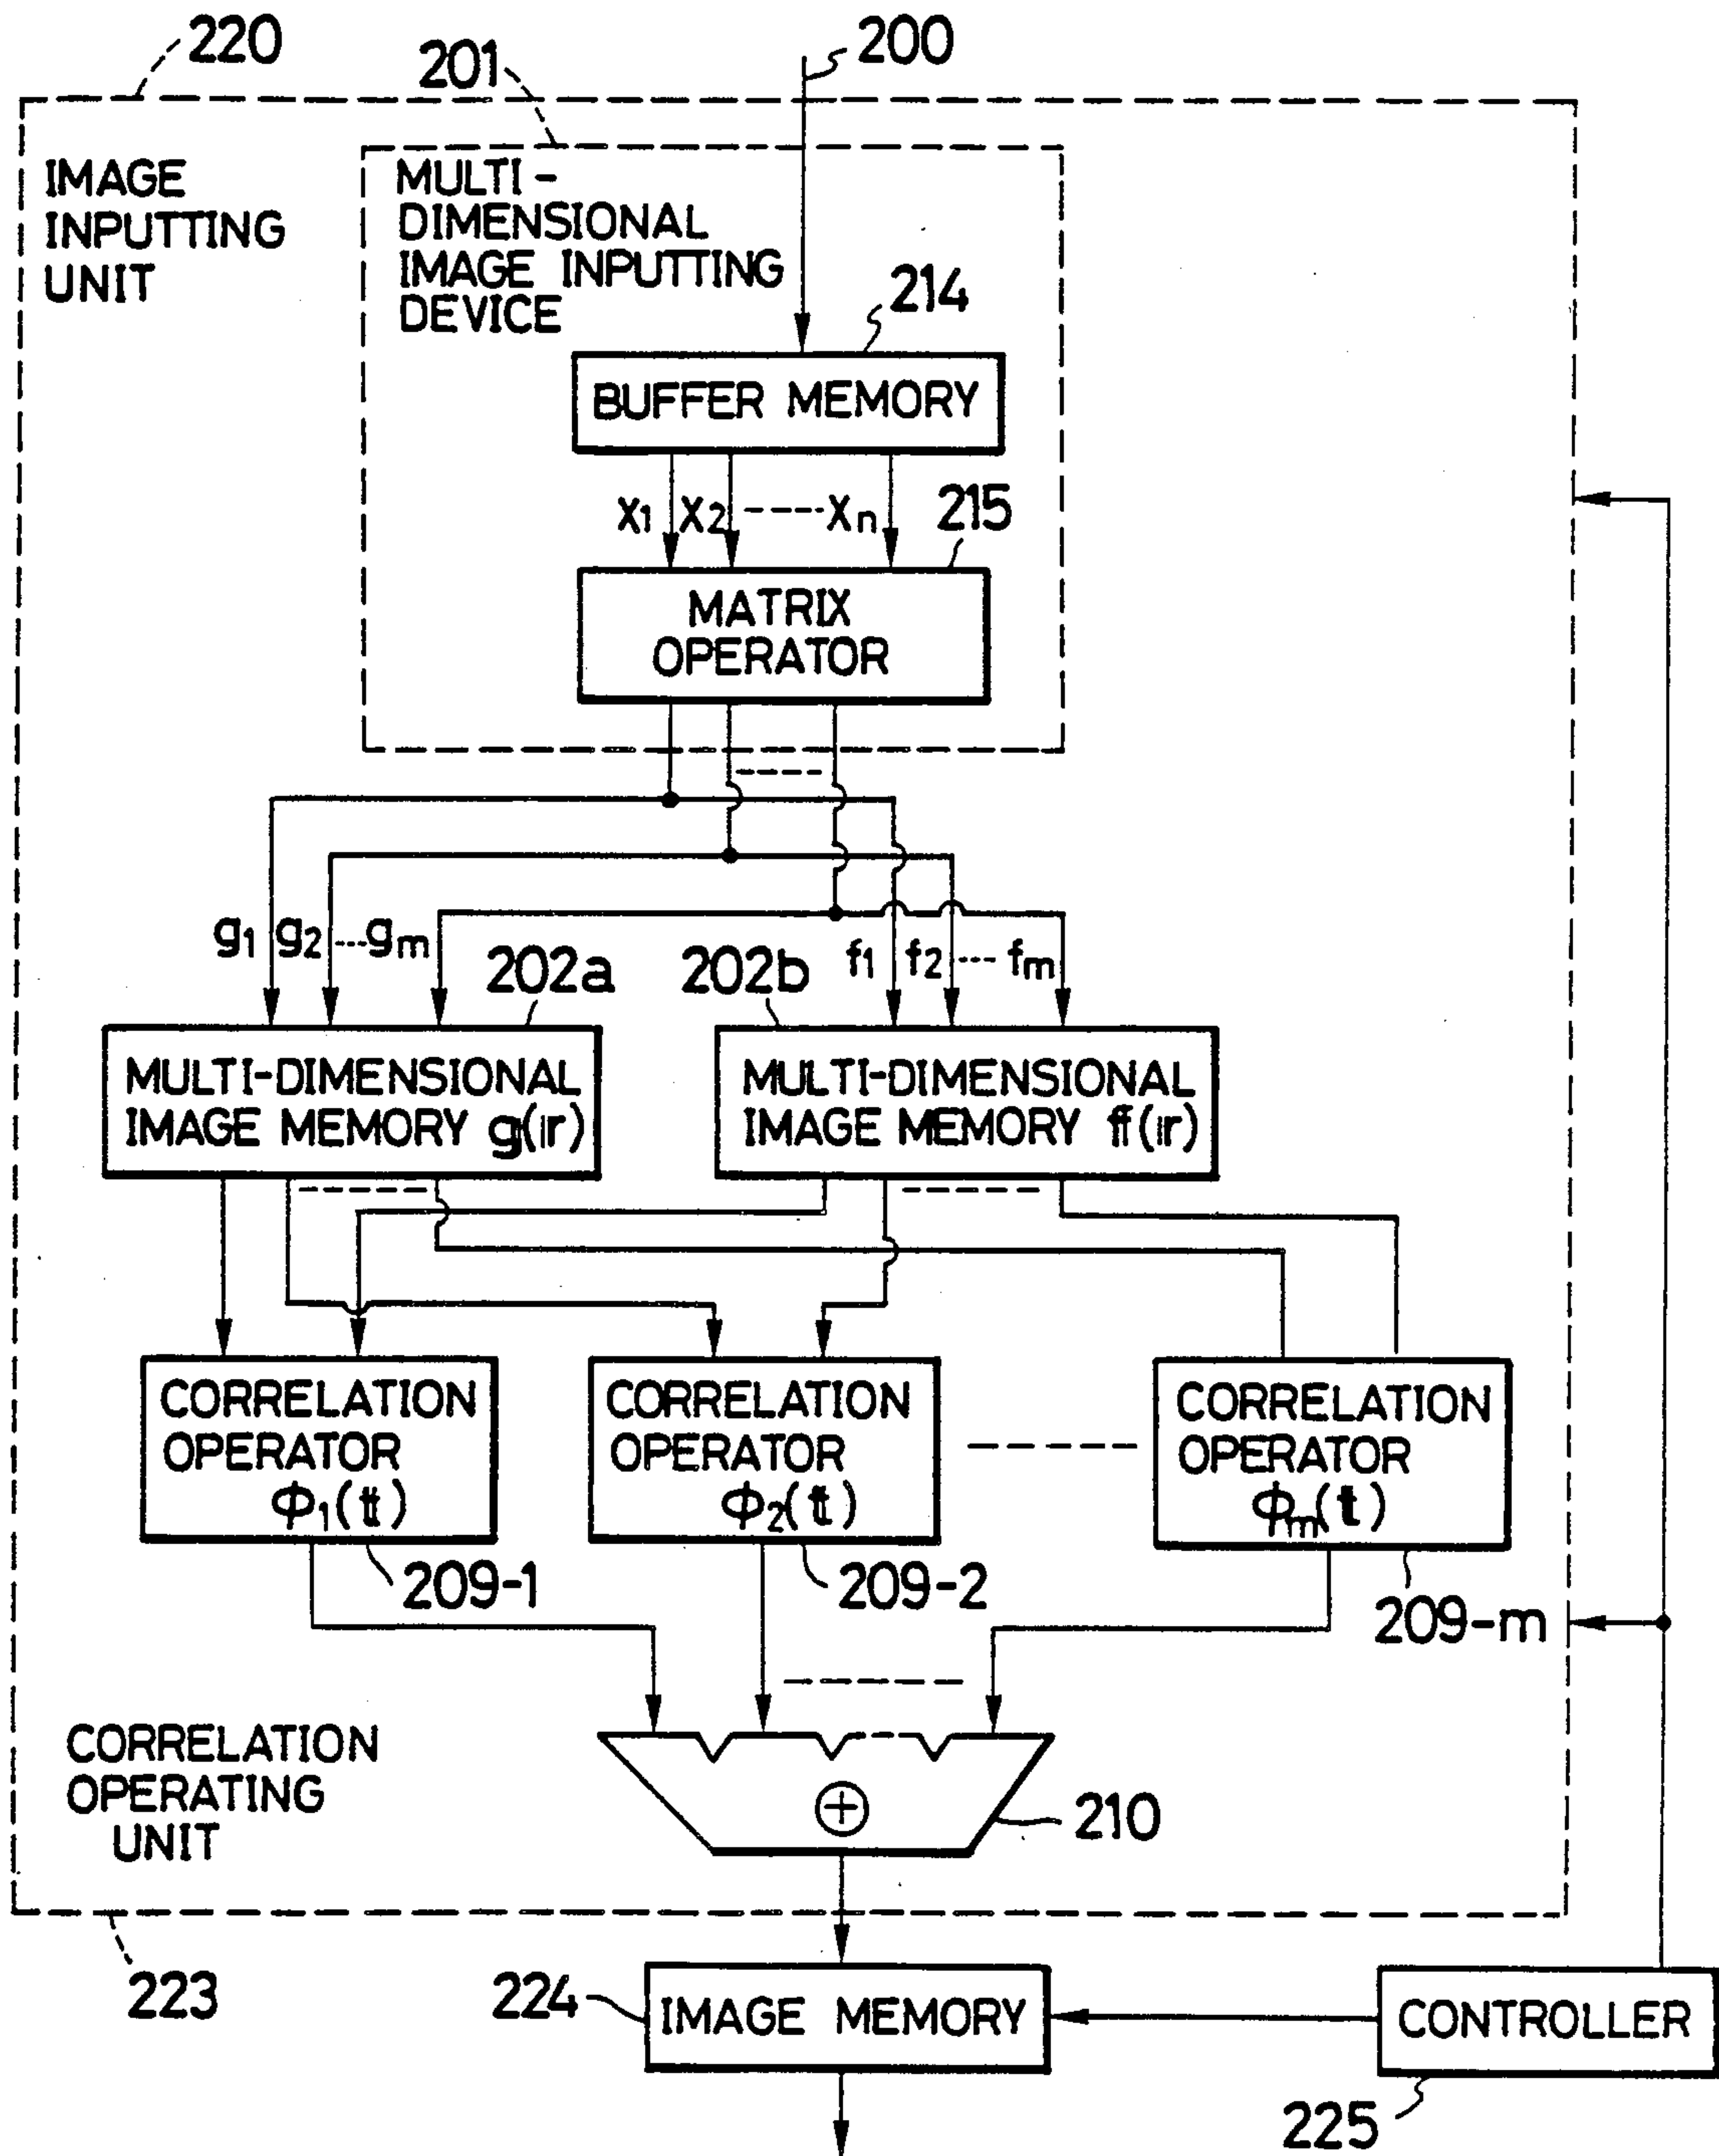 220
201
200
IMAGE
INPUTTING
UNIT
MULTI-
DIMENSIONAL
IMAGE INPUTTING
DEVICE
214
BUFFER MEMORY
X1 X2 -----Xn
215
MATRIX
OPERATOR
g1 g2 ---gm
f1 f2 --- fm
202a
202b
MULTI-DIMENSIONAL
IMAGE MEMORY g(r)
MULTI-DIMENSIONAL
IMAGE MEMORY f(r)
CORRELATION
OPERATOR
Φ1(t)
CORRELATION
OPERATOR
Φ2(t)
CORRELATION
OPERATOR
Φm(t)
209-1
209-2
209-m
CORRELATION
OPERATING
UNIT
+
210
223
224
IMAGE MEMORY
CONTROLLER
225